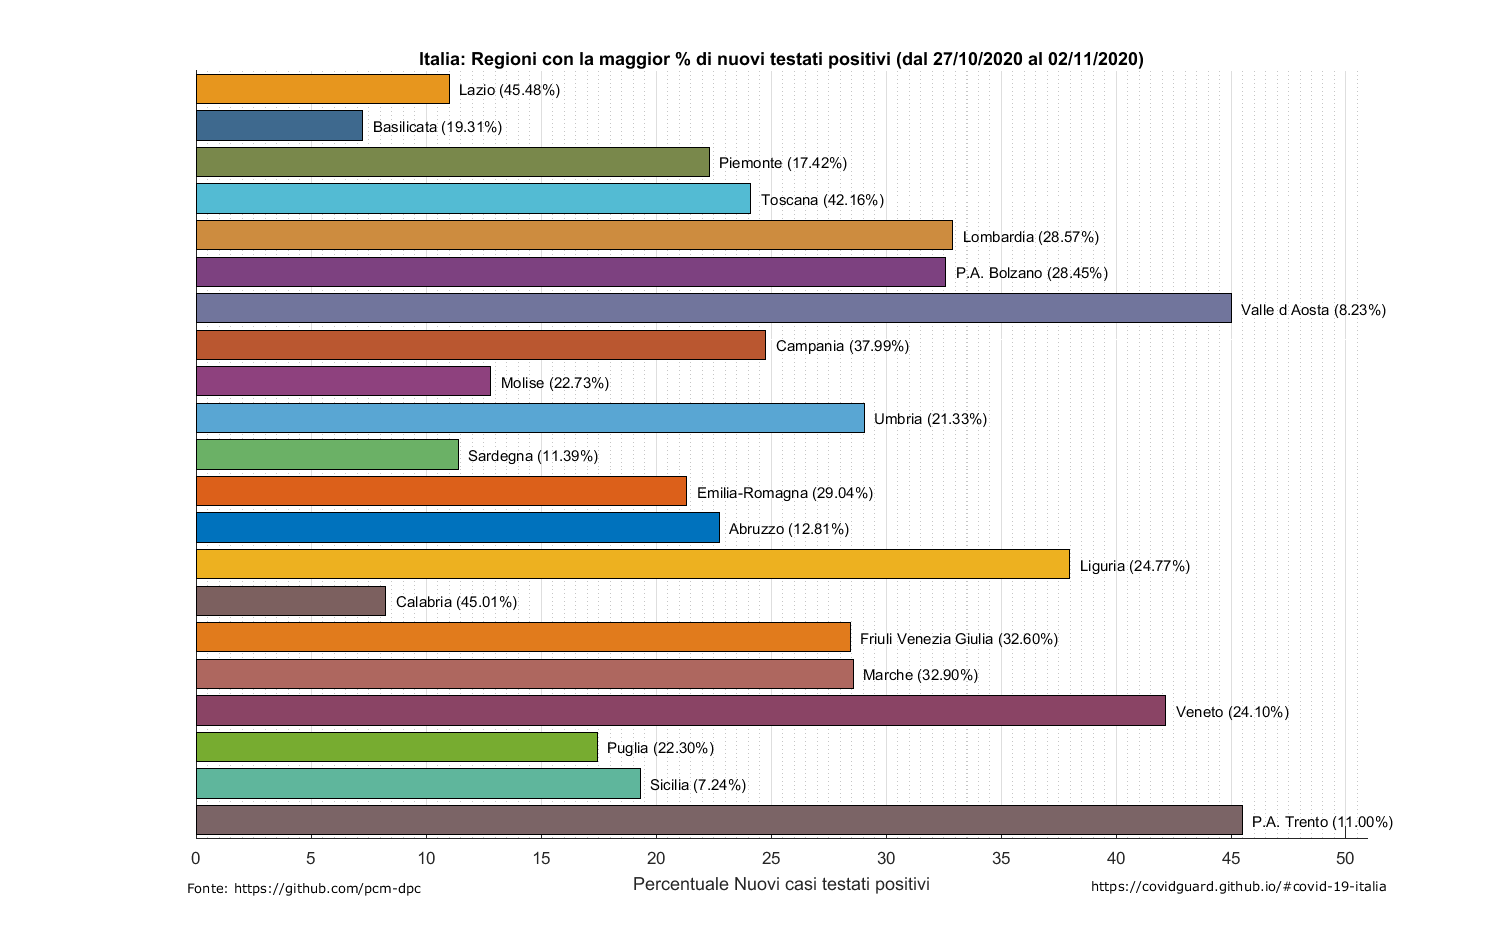 Italia: Regioni con la maggior % di nuovi testati positivi (dal 27/10/2020 al 02/11/2020)
Lazio (45.48%)
Basilicata (19.31%)
Piemonte (17.42%)
Toscana (42.16%)
Lombardia (28.57%)
P.A. Bolzano (28.45%)
Valle d Aosta (8.23%)
Campania (37.99%)
Molise (22.73%)
Umbria (21.33%)
Sardegna (11.39%)
Emilia-Romagna (29.04%)
Abruzzo (12.81%)
Liguria (24.77%)
Calabria (45.01%)
Friuli Venezia Giulia (32.60%)
Marche (32.90%)
Veneto (24.10%)
Puglia (22.30%)
Sicilia (7.24%)
P.A. Trento (11.00%)
0 5 10 15 20 25 30 35 40 45 50
Percentuale Nuovi casi testati positivi
Fonte: https://github.com/pcm-dpc
https://covidguard.github.io/#covid-19-italia